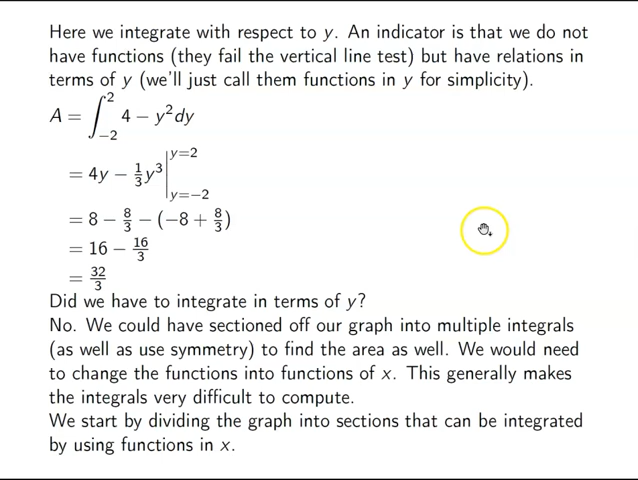 Here we integrate with respect to y. An indicator is that we do not
have functions (they fail the vertical line test) but have relations in
terms of y (we'll just call them functions in y for simplicity).
A = ∫_{−2}^{2} 4 − y² dy
= 4y − 1/3 y³ |_{y=−2}^{y=2}
= 8 − 8/3 − (−8 + 8/3)
= 16 − 16/3
= 32/3
Did we have to integrate in terms of y?
No. We could have sectioned off our graph into multiple integrals
(as well as use symmetry) to find the area as well. We would need
to change the functions into functions of x. This generally makes
the integrals very difficult to compute.
We start by dividing the graph into sections that can be integrated
by using functions in x.